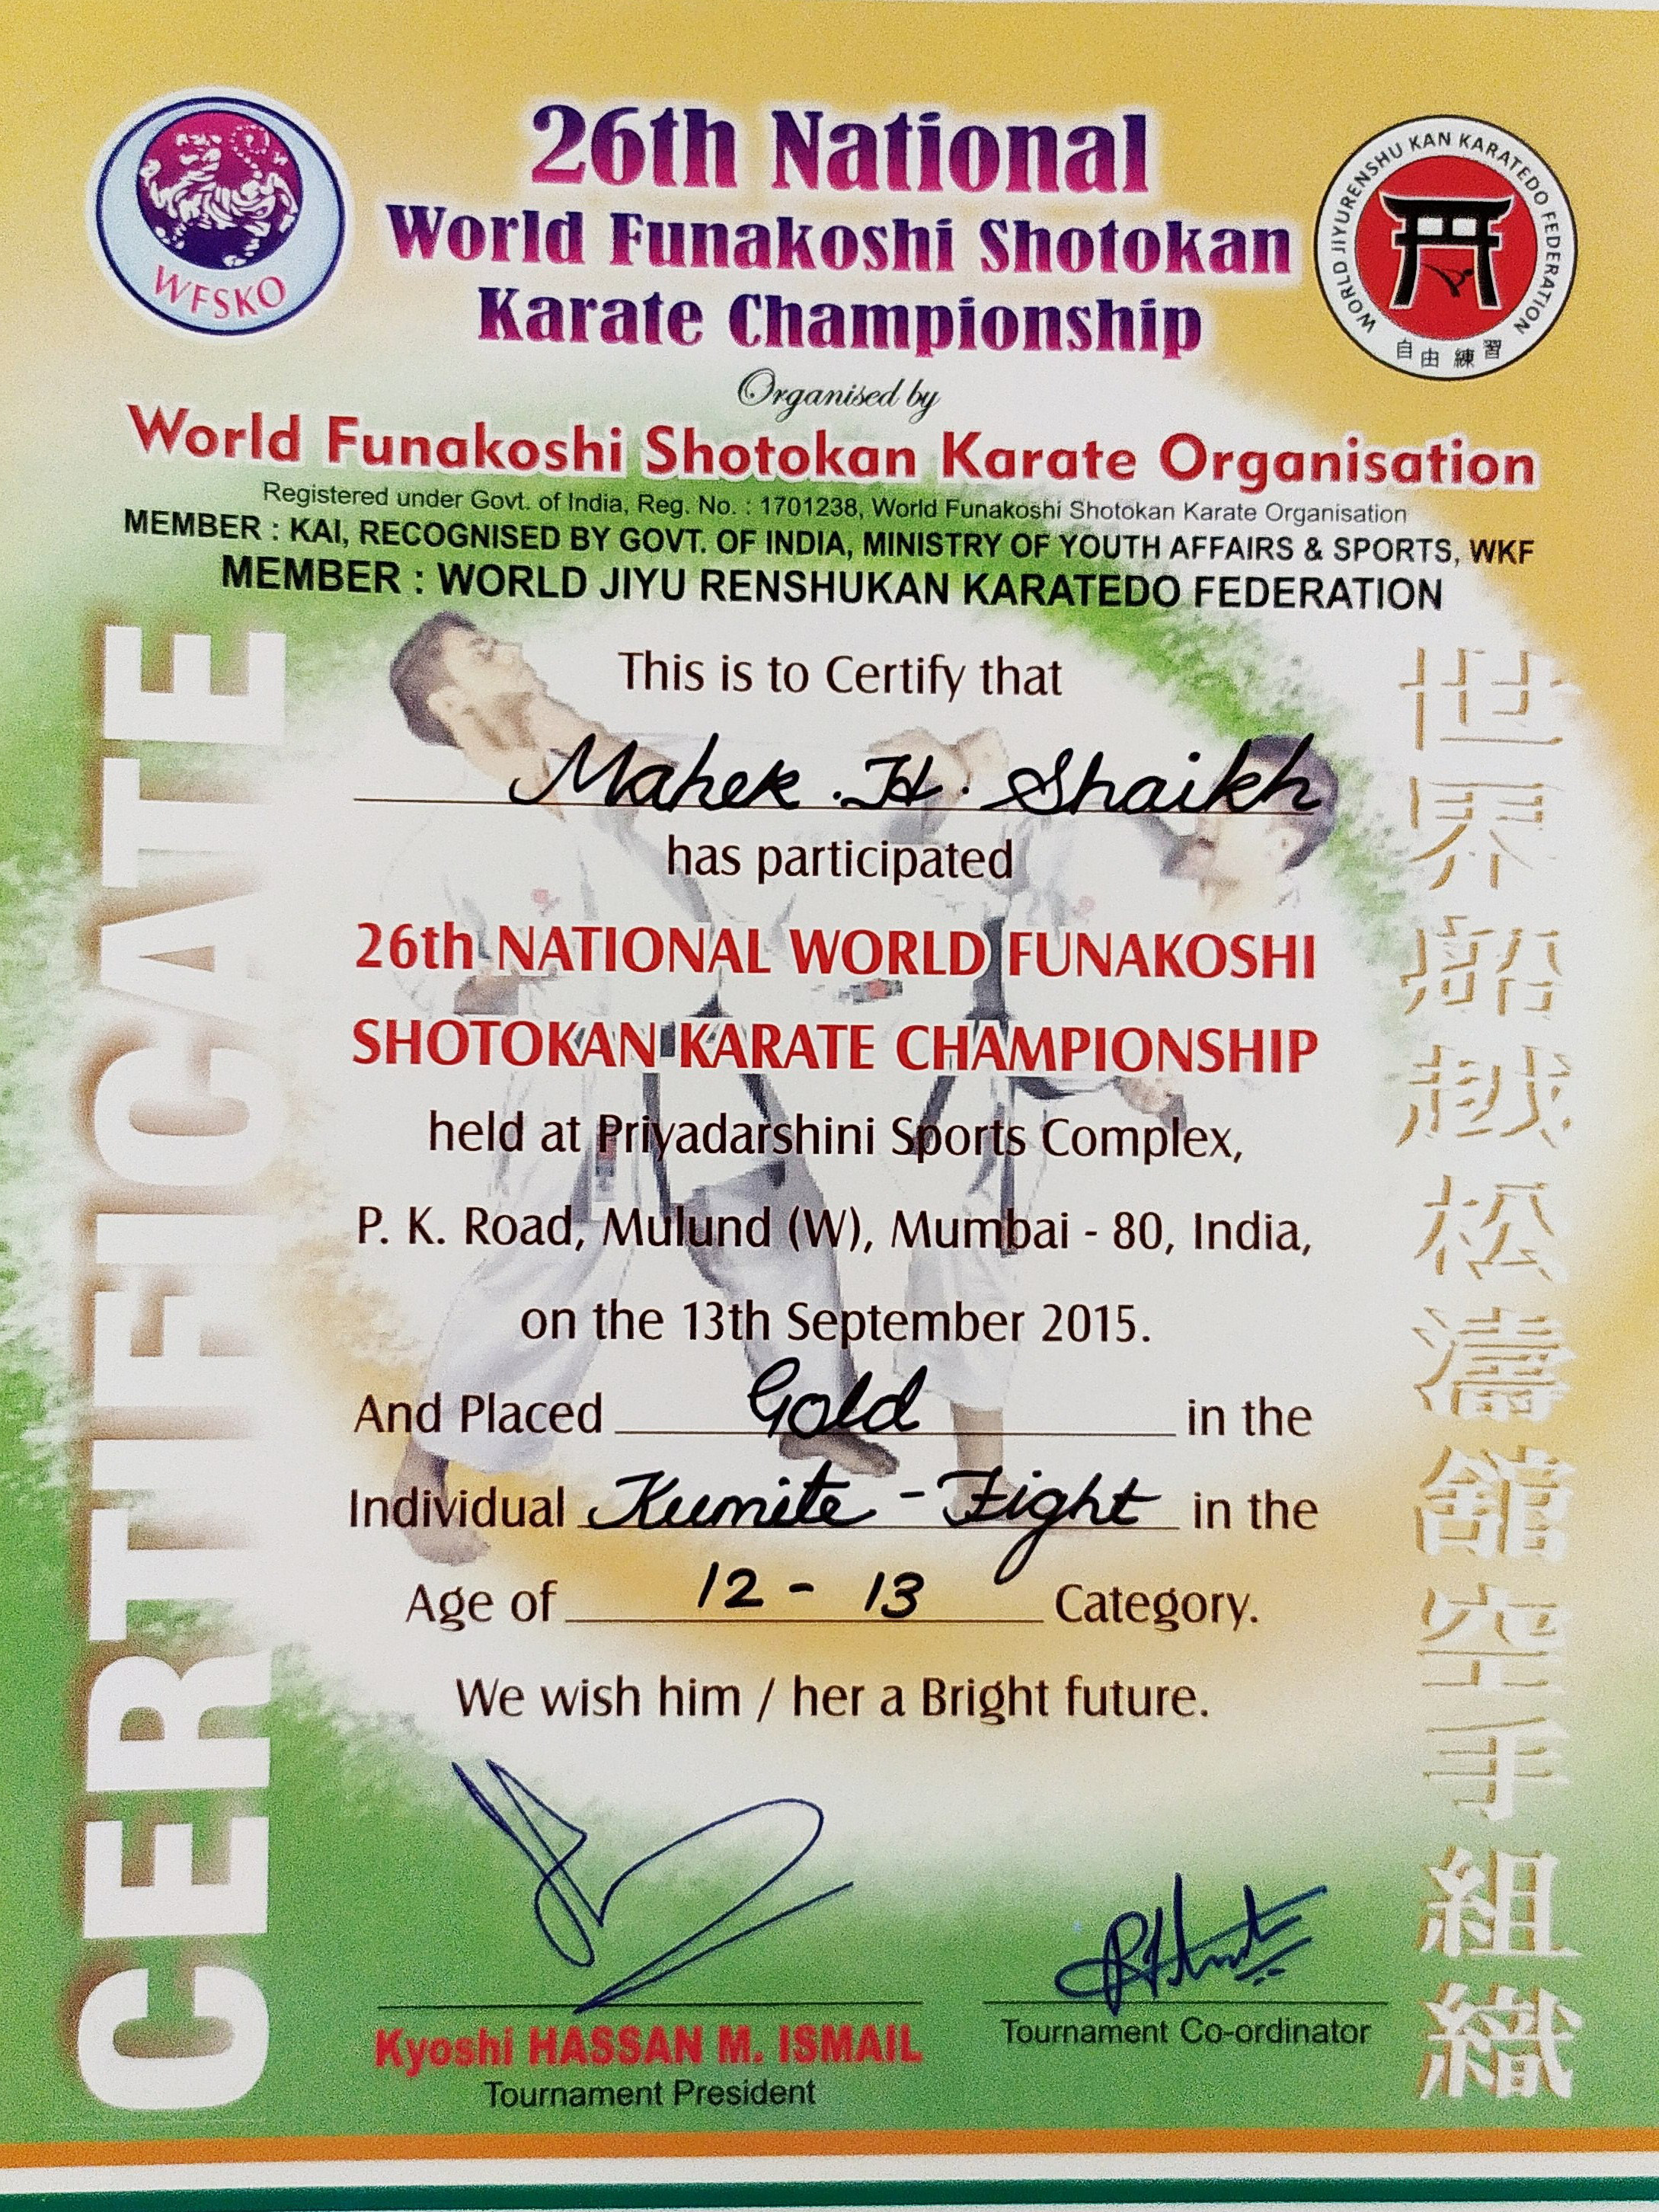 26th National
World Funakoshi Shotokan
Karate Championship
WFSKO
WORLD JIYURENSHU KAN KARATEDO FEDERATION
自由練習
Organised by
World Funakoshi Shotokan Karate Organisation
Registered under Govt. of India, Reg. No. : 1701238, World Funakoshi Shotokan Karate Organisation
MEMBER : KAI, RECOGNISED BY GOVT. OF INDIA, MINISTRY OF YOUTH AFFAIRS & SPORTS, WKF
MEMBER : WORLD JIYU RENSHUKAN KARATEDO FEDERATION
CERTIFICATE
This is to Certify that
Mahek . H . Shaikh
has participated
26th NATIONAL WORLD FUNAKOSHI
SHOTOKAN KARATE CHAMPIONSHIP
held at Priyadarshini Sports Complex,
P. K. Road, Mulund (W), Mumbai - 80, India,
on the 13th September 2015.
And Placed Gold in the
Individual Kumite - Fight in the
Age of 12 - 13 Category.
We wish him / her a Bright future.
世界船越松濤舘空手組織
Kyoshi HASSAN M. ISMAIL
Tournament President
Tournament Co-ordinator